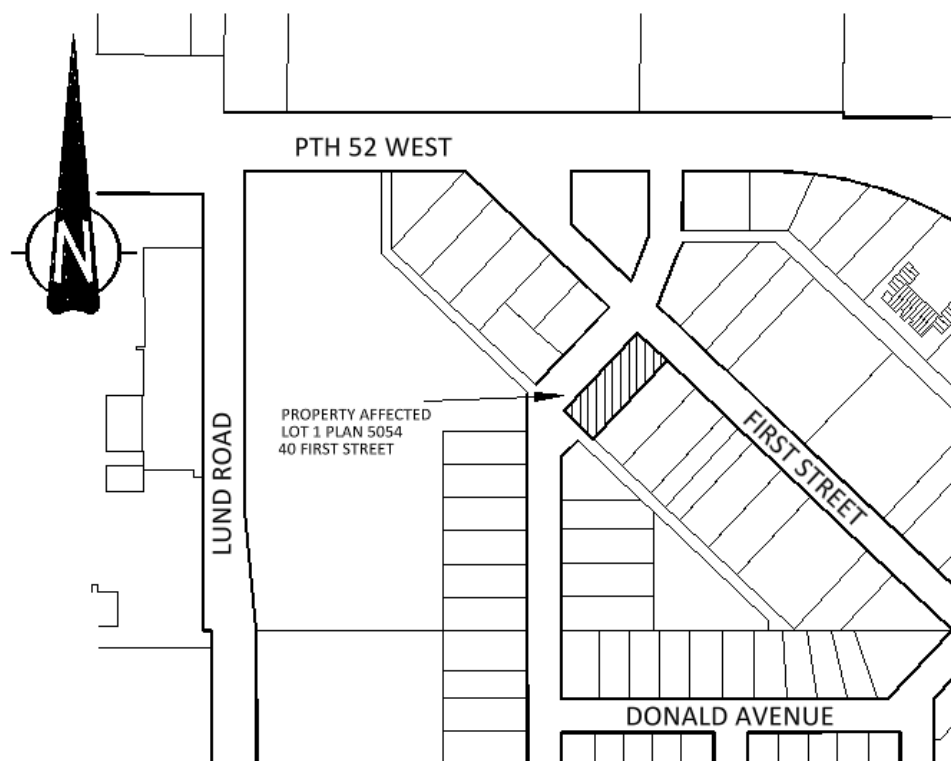 PTH 52 WEST
N
PROPERTY AFFECTED
LOT 1 PLAN 5054
40 FIRST STREET
LUND ROAD
FIRST STREET
DONALD AVENUE